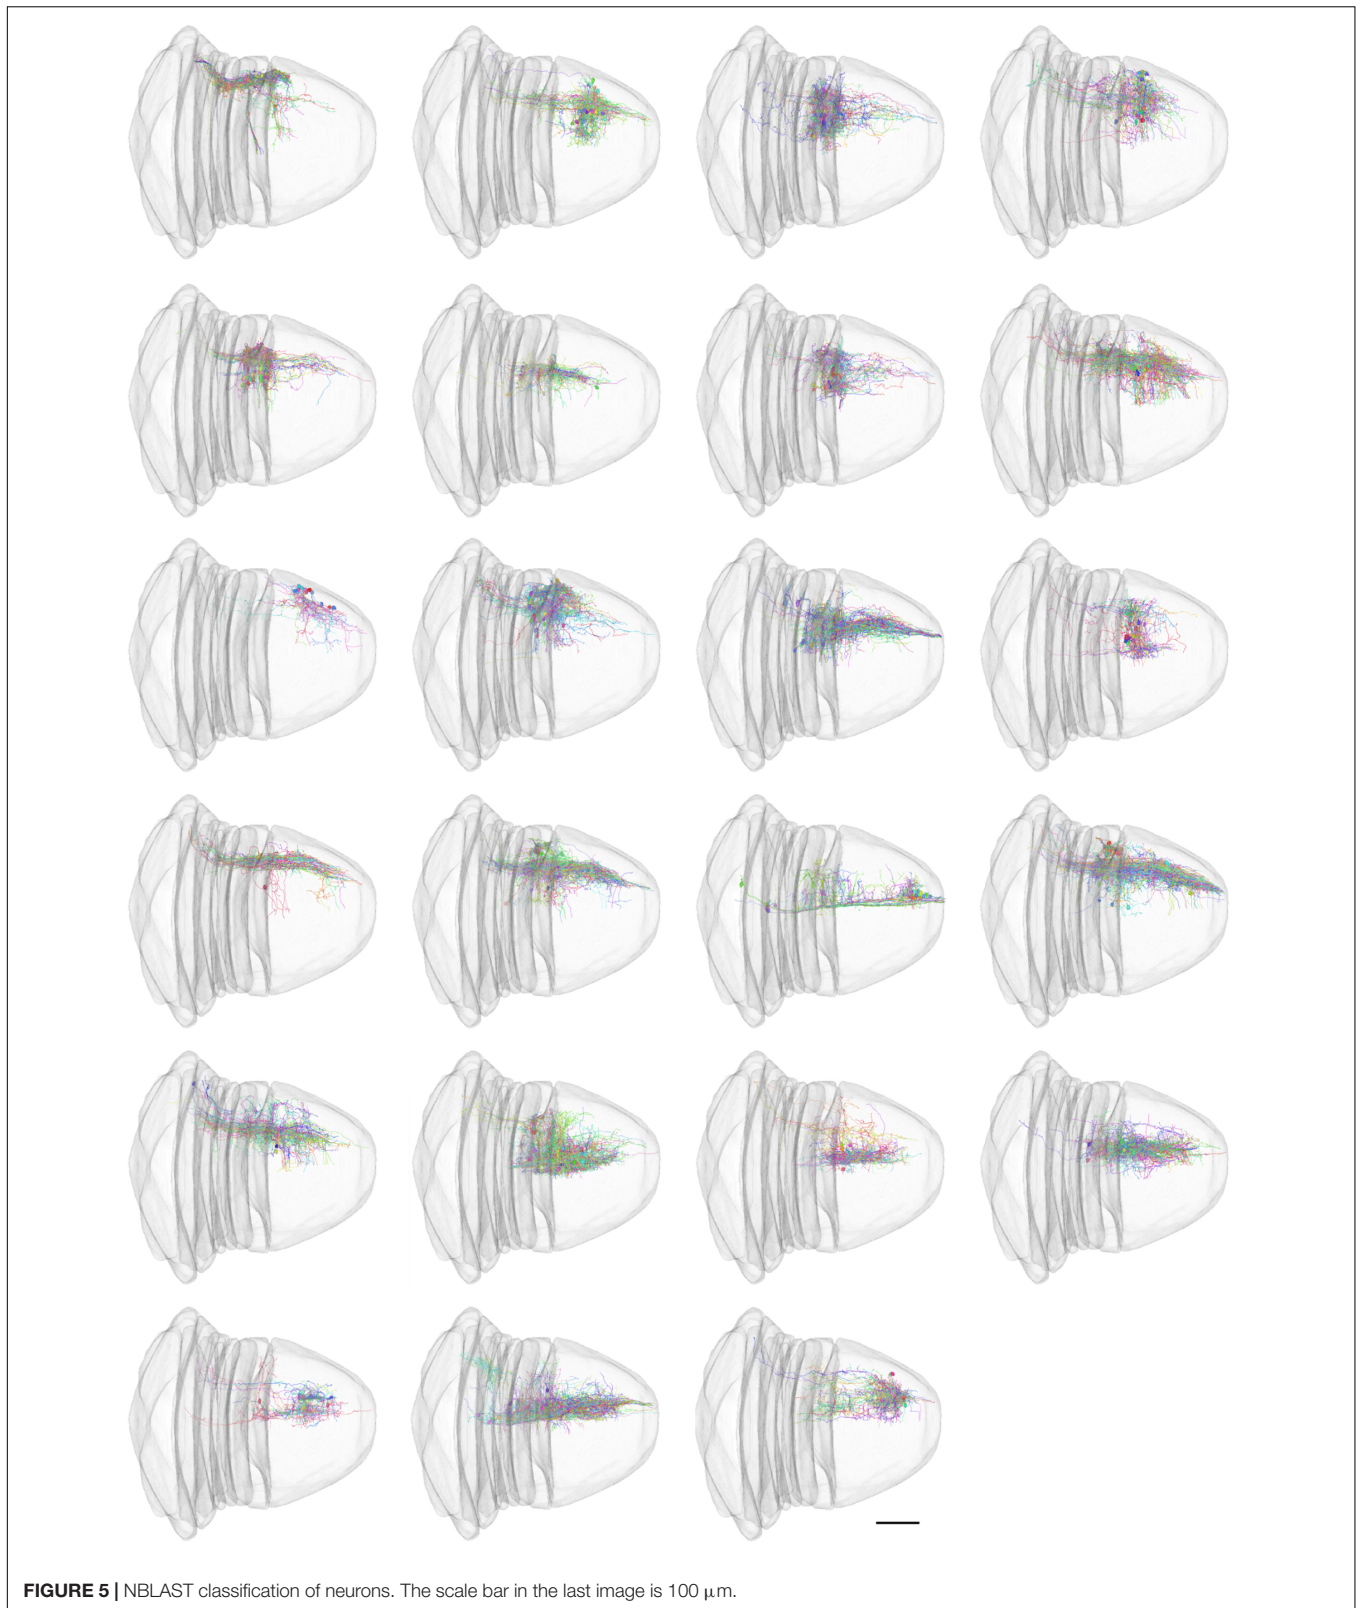 FIGURE 5 | NBLAST classification of neurons. The scale bar in the last image is 100 μm.